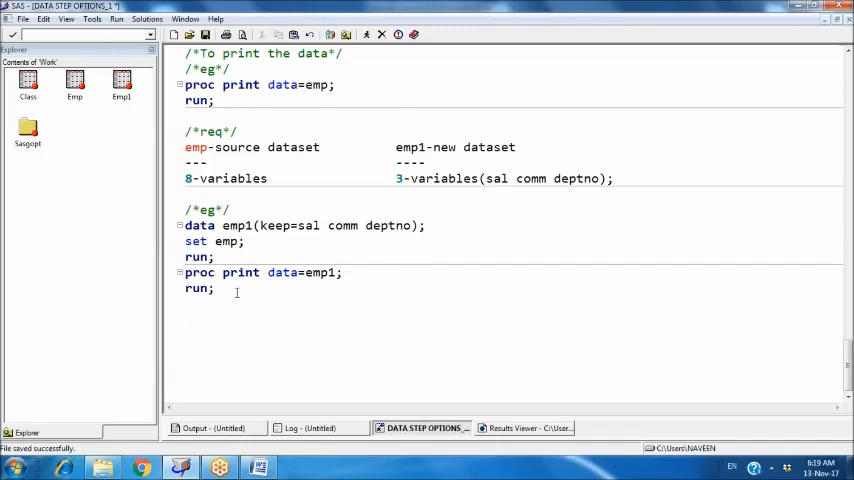 SAS - [DATA STEP OPTIONS_1 *]
File Edit View Tools Run Solutions Window Help
Explorer
Contents of 'Work'
Class Emp Emp1
Sasgopt
/*To print the data*/
/*eg*/
proc print data=emp;
run;
/*req*/
emp-source dataset emp1-new dataset
--- ----
8-variables 3-variables(sal comm deptno);
/*eg*/
data emp1(keep=sal comm deptno);
set emp;
run;
proc print data=emp1;
run;
Explorer
Output - (Untitled) Log - (Untitled) DATA STEP OPTIONS_... Results Viewer - C:\User...
File saved successfully. C:\Users\NAVEEN
EN 6:19 AM
13-Nov-17